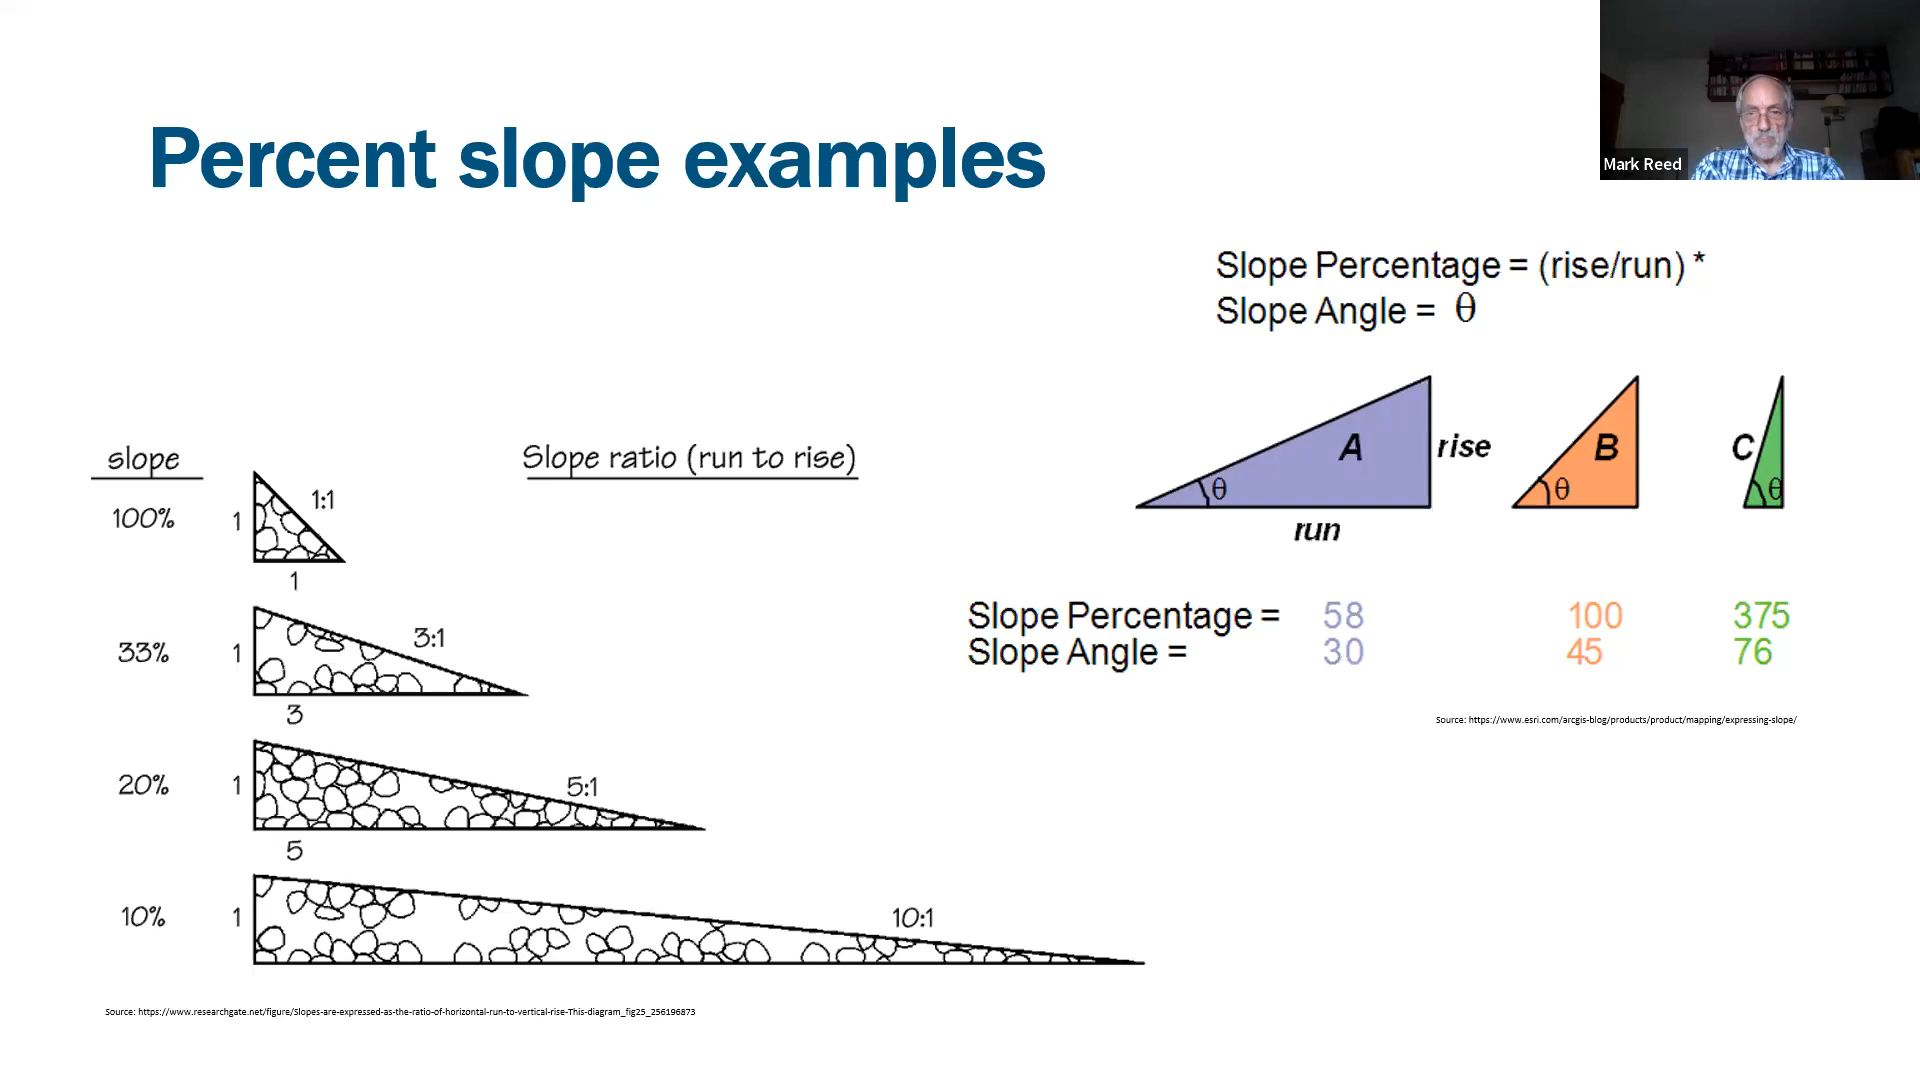 Percent slope examples
Mark Reed
Slope Percentage = (rise/run) *
Slope Angle = θ
slope
Slope ratio (run to rise)
100%
1
1:1
1
33%
1
3:1
3
20%
1
5:1
5
10%
1
10:1
A
rise
θ
run
B
θ
C
θ
Slope Percentage = 58 100 375
Slope Angle = 30 45 76
Source: https://www.esri.com/arcgis-blog/products/product/mapping/expressing-slope/
Source: https://www.researchgate.net/figure/Slopes-are-expressed-as-the-ratio-of-horizontal-run-to-vertical-rise-This-diagram_fig25_256196873